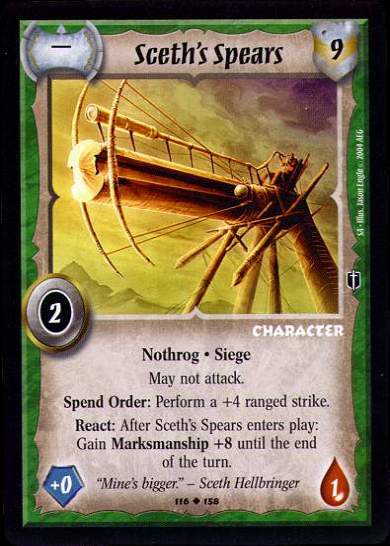 –
Sceth's Spears
9
SA • Illus. Jason Engle © 2004 AEG
2
CHARACTER
Nothrog • Siege
May not attack.
Spend Order: Perform a +4 ranged strike.
React: After Sceth's Spears enters play:
Gain Marksmanship +8 until the end
of the turn.
"Mine's bigger." – Sceth Hellbringer
+0
116 ◆ 158
1